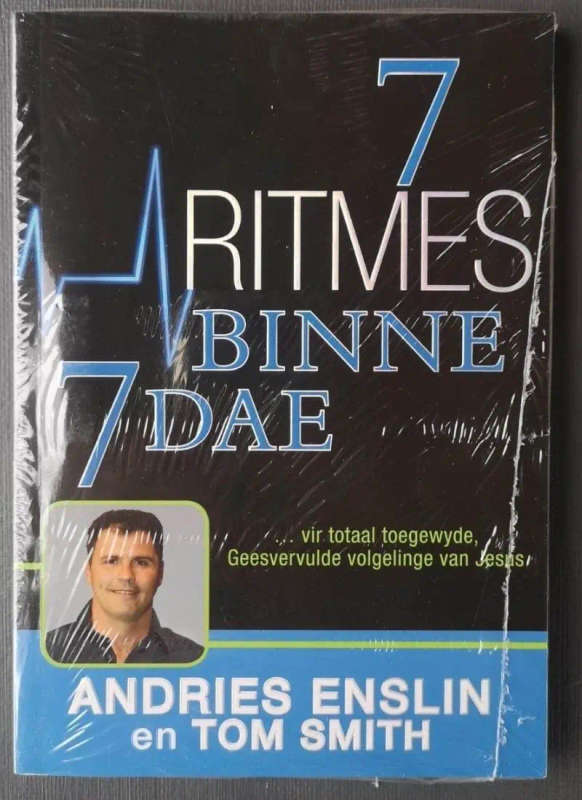 7
RITMES
BINNE
7 DAE
... vir totaal toegewyde,
Geesvervulde volgelinge van Jesus
ANDRIES ENSLIN
en TOM SMITH